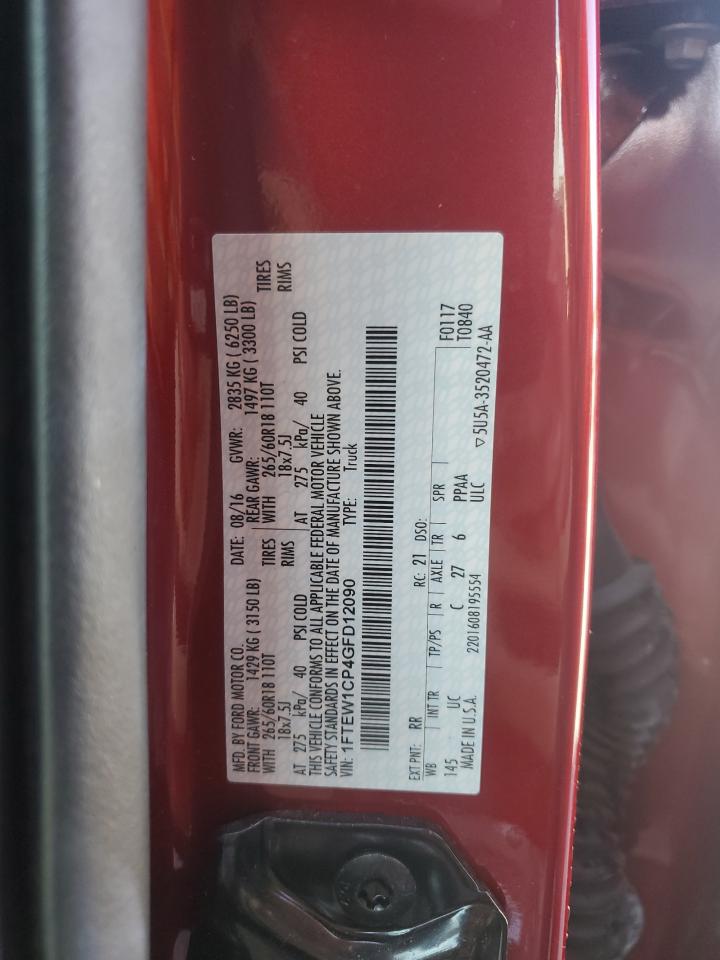 MFD. BY FORD MOTOR CO. DATE: 08/16 GVWR: 2835 KG ( 6250 LB)
FRONT GAWR: 1429 KG ( 3150 LB) REAR GAWR: 1497 KG ( 3300 LB)
WITH 265/60R18 110T TIRES WITH 265/60R18 110T TIRES
18x7.5J RIMS 18x7.5J RIMS
AT 275 kPa/ 40 PSI COLD AT 275 kPa/ 40 PSI COLD
THIS VEHICLE CONFORMS TO ALL APPLICABLE FEDERAL MOTOR VEHICLE
SAFETY STANDARDS IN EFFECT ON THE DATE OF MANUFACTURE SHOWN ABOVE.
VIN: 1FTEW1CP4GFD12090 TYPE: Truck
EXT PNT: RR RC: 21 DSO: F0117
WB INT TR TP/PS R AXLE TR SPR T0840
145 UC C 27 6 PPAA
MADE IN U.S.A. 2201608195554 ULC
▽5U5A-3520472-AA